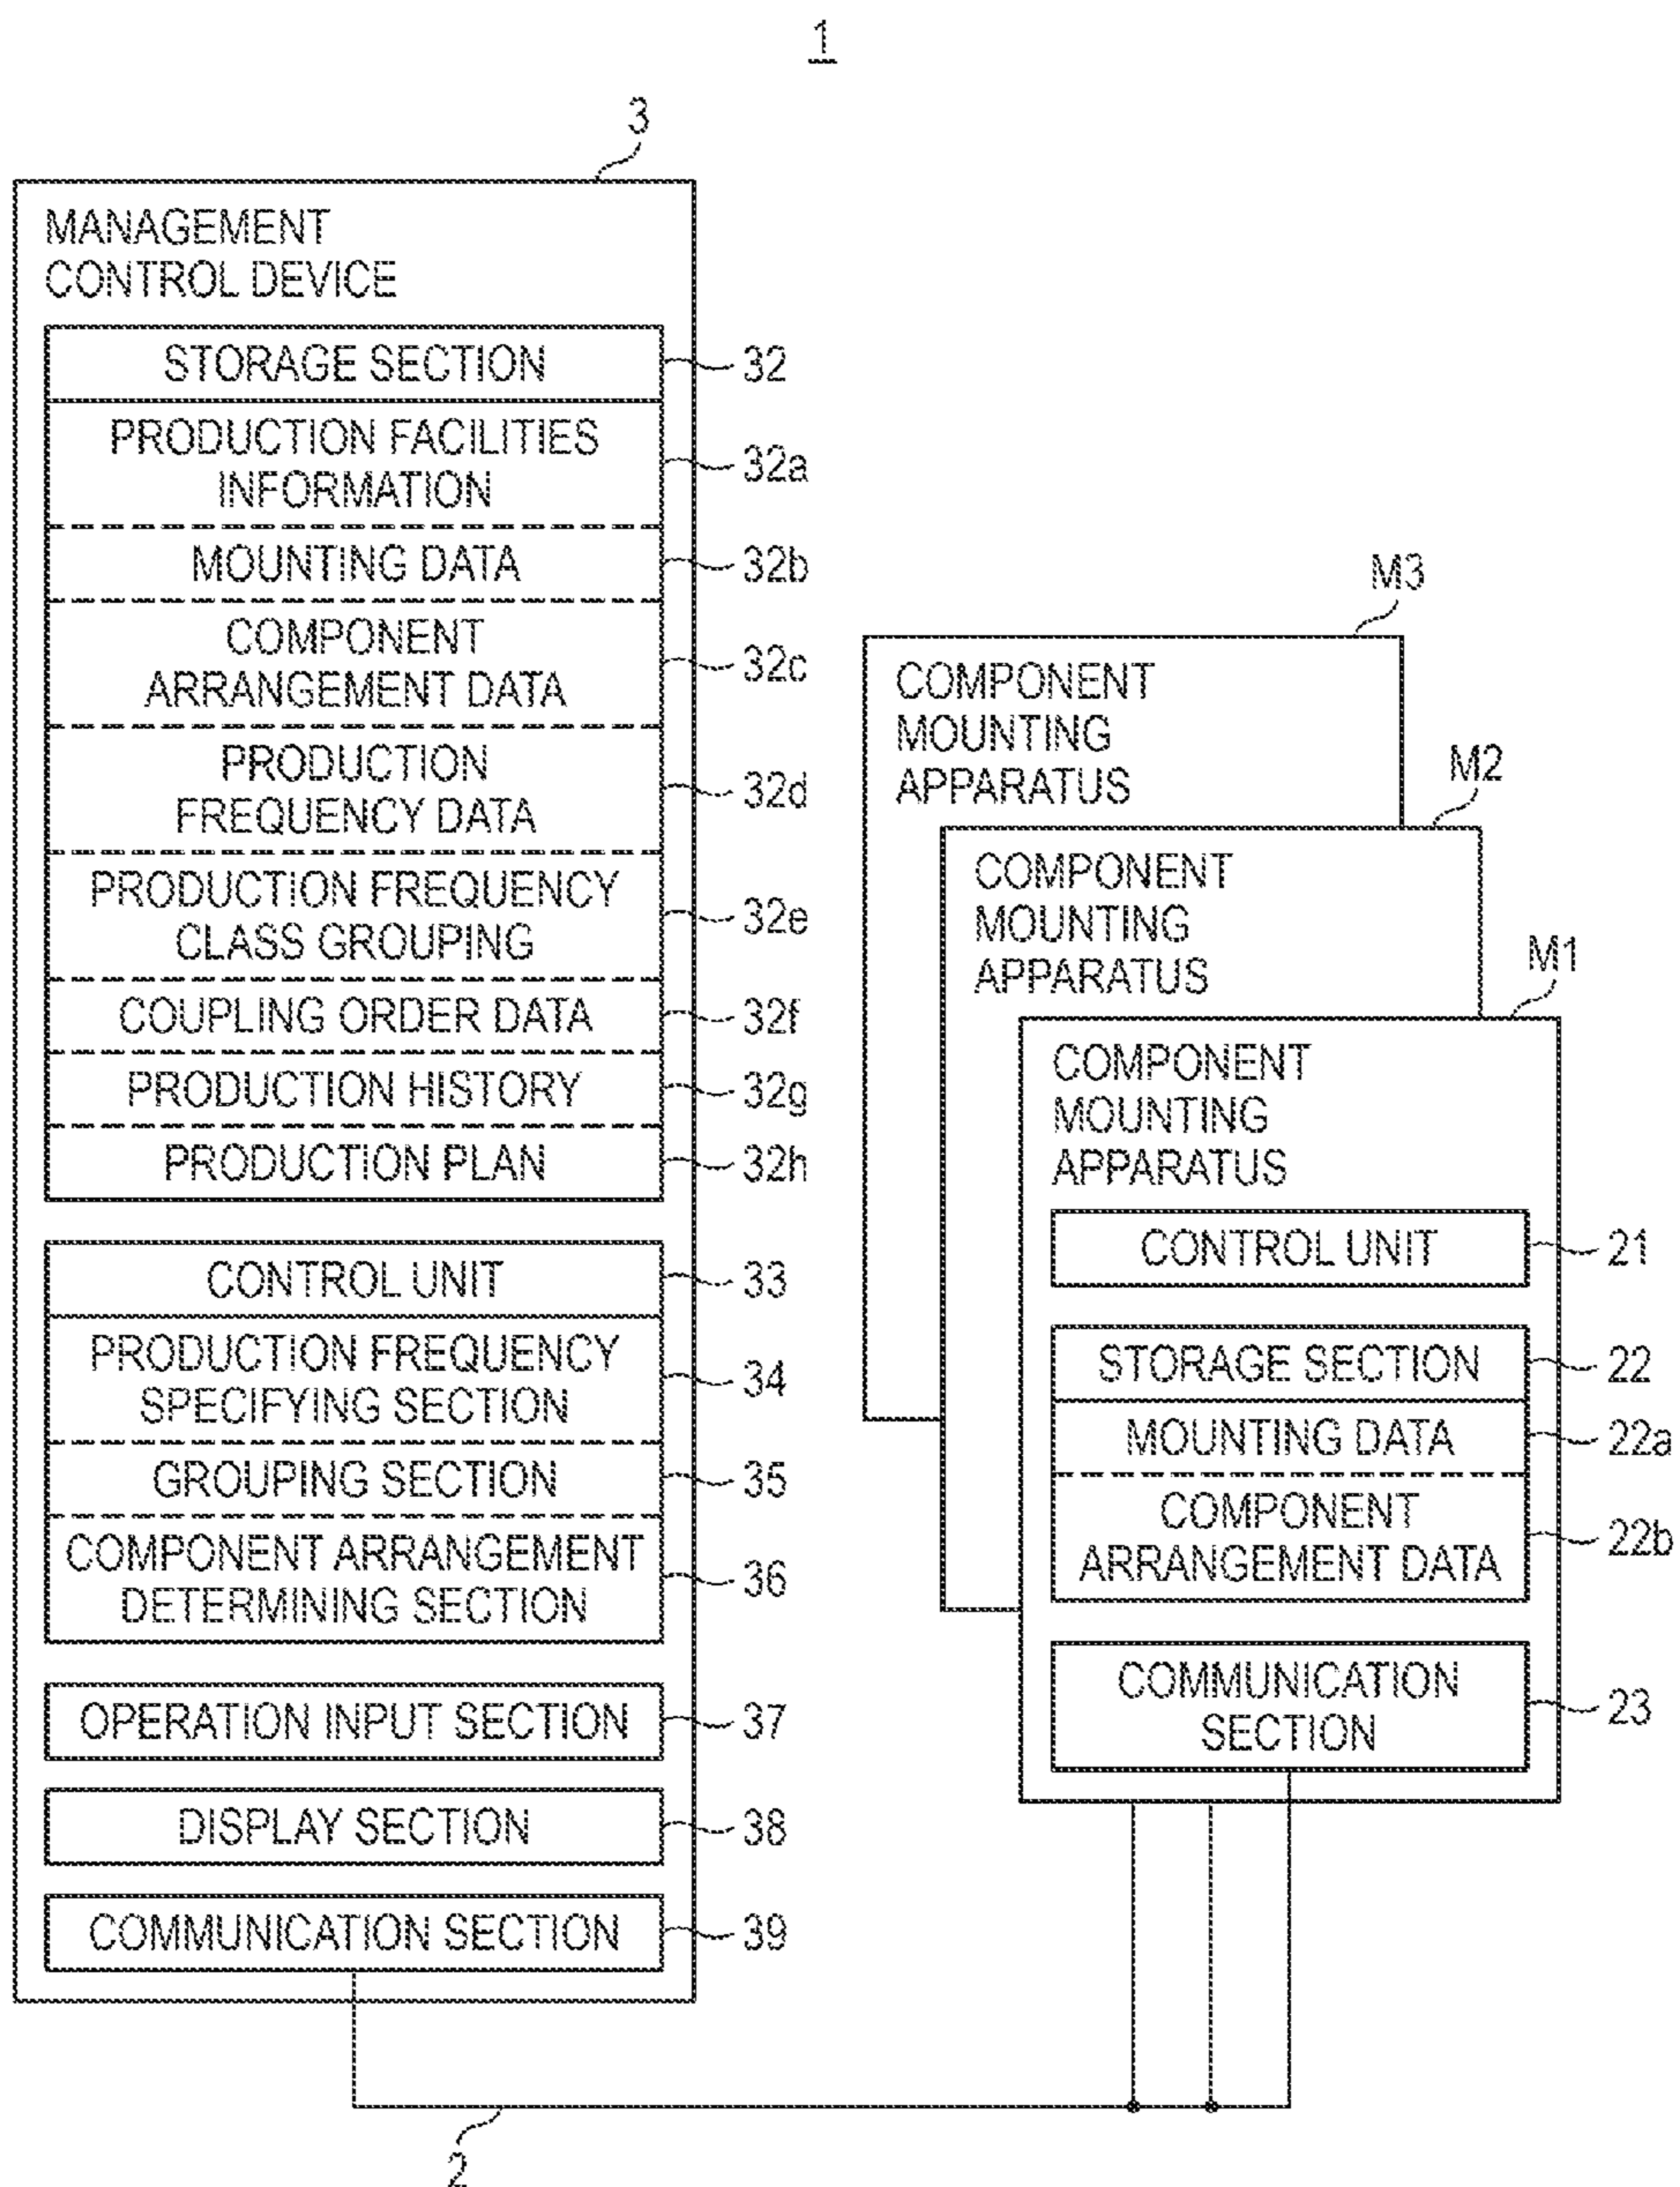 1
3
MANAGEMENT
CONTROL DEVICE
STORAGE SECTION
32
PRODUCTION FACILITIES
INFORMATION
32a
MOUNTING DATA
32b
COMPONENT
ARRANGEMENT DATA
32c
PRODUCTION
FREQUENCY DATA
32d
PRODUCTION FREQUENCY
CLASS GROUPING
32e
COUPLING ORDER DATA
32f
PRODUCTION HISTORY
32g
PRODUCTION PLAN
32h
CONTROL UNIT
33
PRODUCTION FREQUENCY
SPECIFYING SECTION
34
GROUPING SECTION
35
COMPONENT ARRANGEMENT
DETERMINING SECTION
36
OPERATION INPUT SECTION
37
DISPLAY SECTION
38
COMMUNICATION SECTION
39
2
M3
COMPONENT
MOUNTING
APPARATUS
M2
COMPONENT
MOUNTING
APPARATUS
M1
COMPONENT
MOUNTING
APPARATUS
CONTROL UNIT
21
STORAGE SECTION
22
MOUNTING DATA
22a
COMPONENT
ARRANGEMENT DATA
22b
COMMUNICATION
SECTION
23